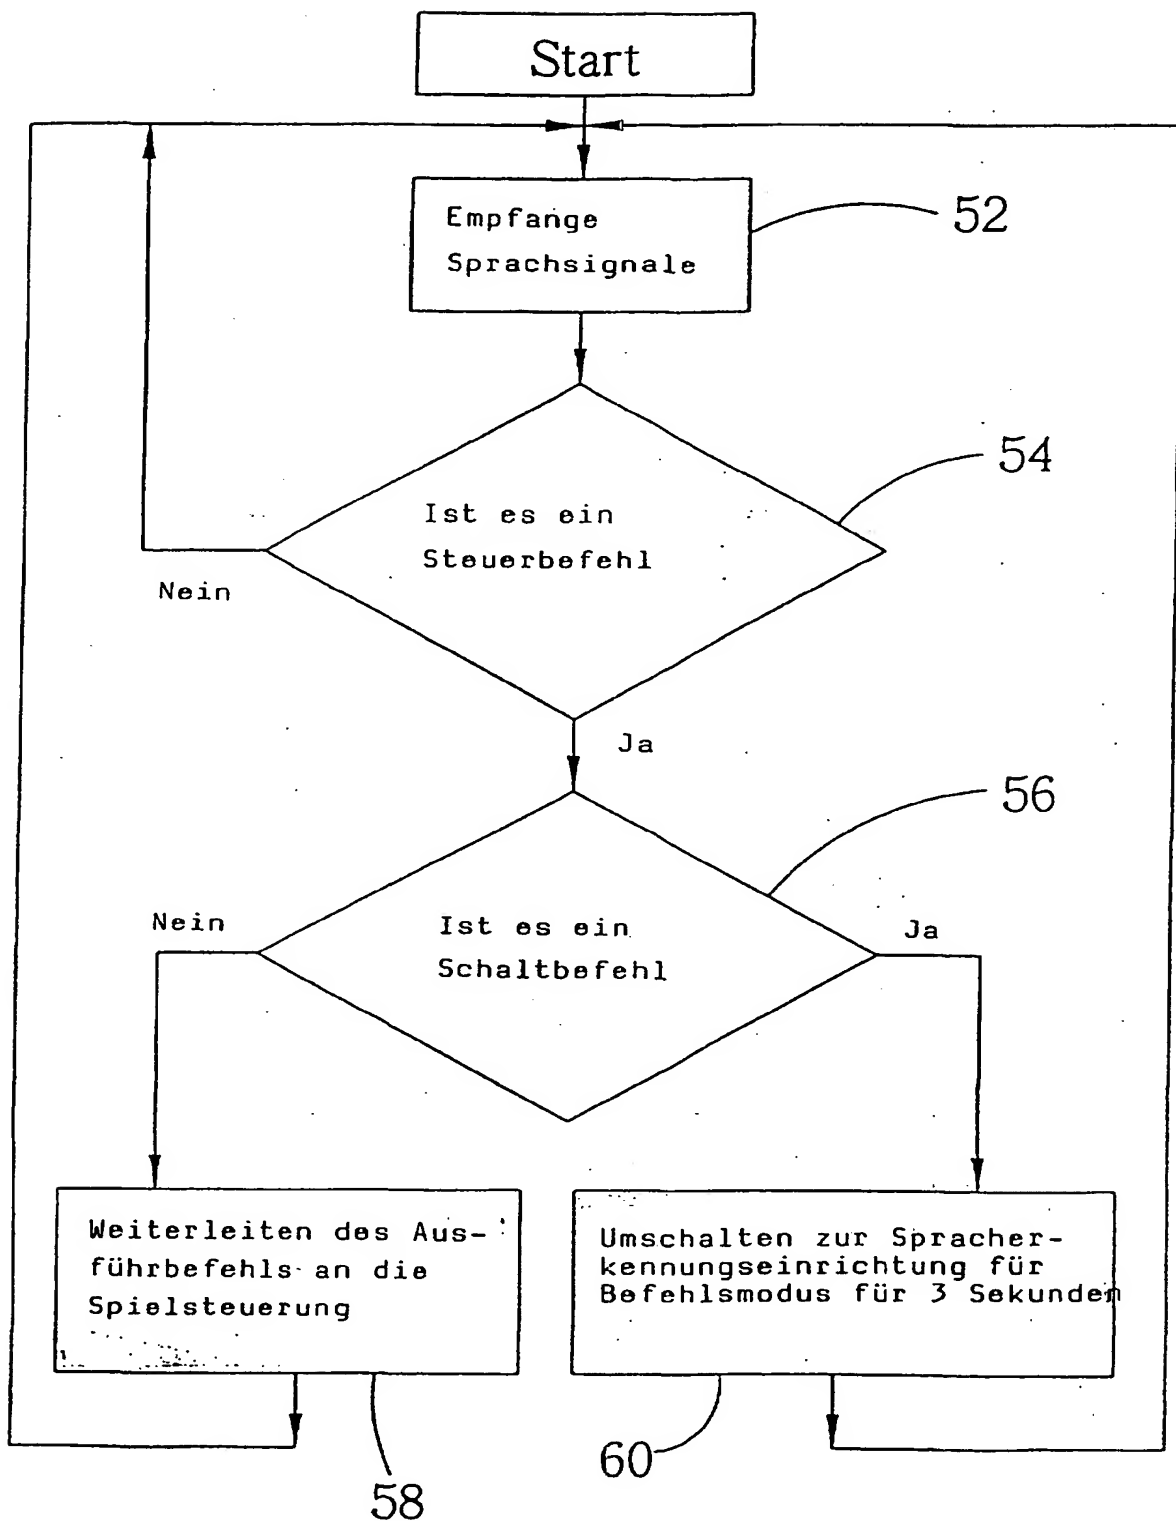 Start
Empfange
Sprachsignale
52
54
Ist es ein
Steuerbefehl
Nein
Ja
56
Nein
Ist es ein
Schaltbefehl
Ja
Weiterleiten des Aus-
führbefehls an die
Spielsteuerung
Umschalten zur Spracher-
kennungseinrichtung für
Befehlsmodus für 3 Sekunden
58
60